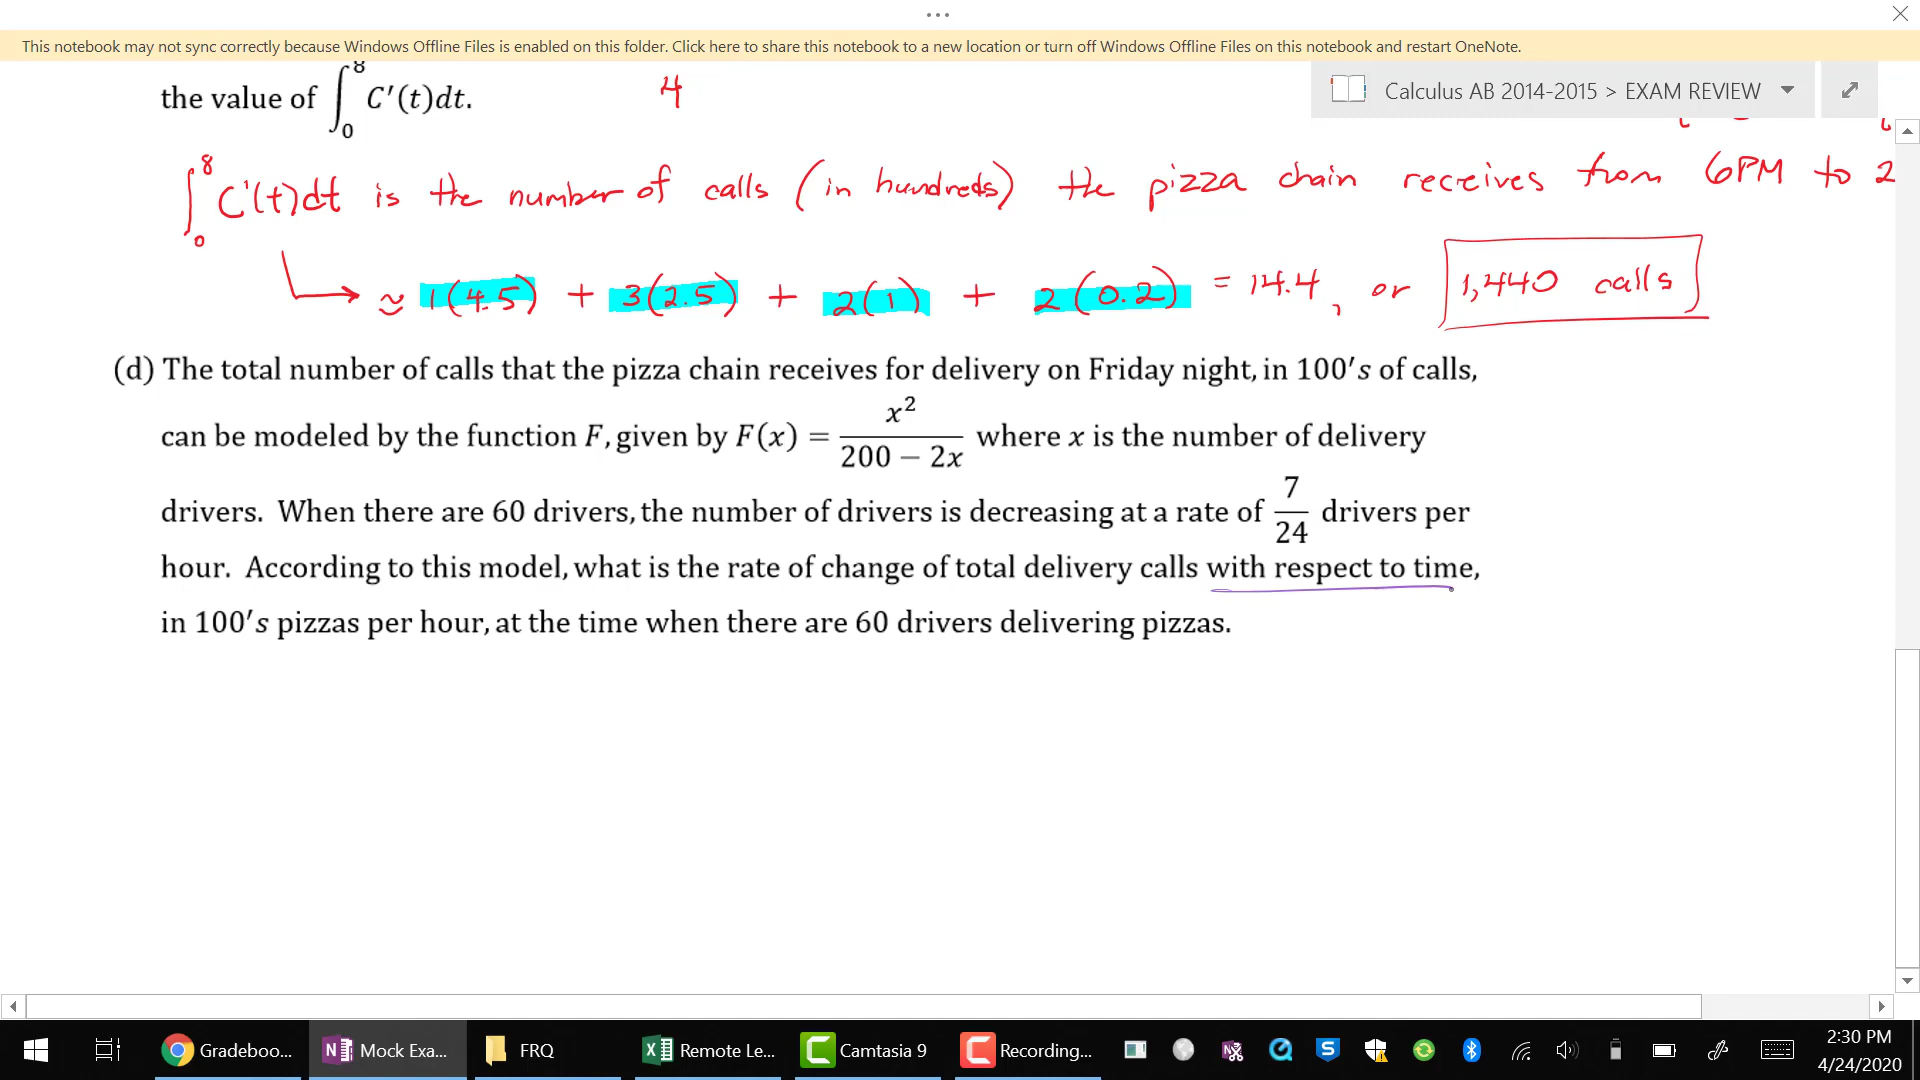 This notebook may not sync correctly because Windows Offline Files is enabled on this folder. Click here to share this notebook to a new location or turn off Windows Offline Files on this notebook and restart OneNote.
Calculus AB 2014-2015 > EXAM REVIEW
the value of ∫₀⁸ C′(t)dt.
4
∫₀⁸ C'(t)dt is the number of calls (in hundreds) the pizza chain receives from 6PM to 2
≈ 1(4.5) + 3(2.5) + 2(1) + 2(0.2) = 14.4, or 1,440 calls
(d) The total number of calls that the pizza chain receives for delivery on Friday night, in 100′s of calls,
can be modeled by the function F, given by F(x) = x²/(200 − 2x) where x is the number of delivery
drivers. When there are 60 drivers, the number of drivers is decreasing at a rate of 7/24 drivers per
hour. According to this model, what is the rate of change of total delivery calls with respect to time,
in 100′s pizzas per hour, at the time when there are 60 drivers delivering pizzas.
Gradeboo...
Mock Exa...
FRQ
Remote Le...
Camtasia 9
Recording...
2:30 PM
4/24/2020